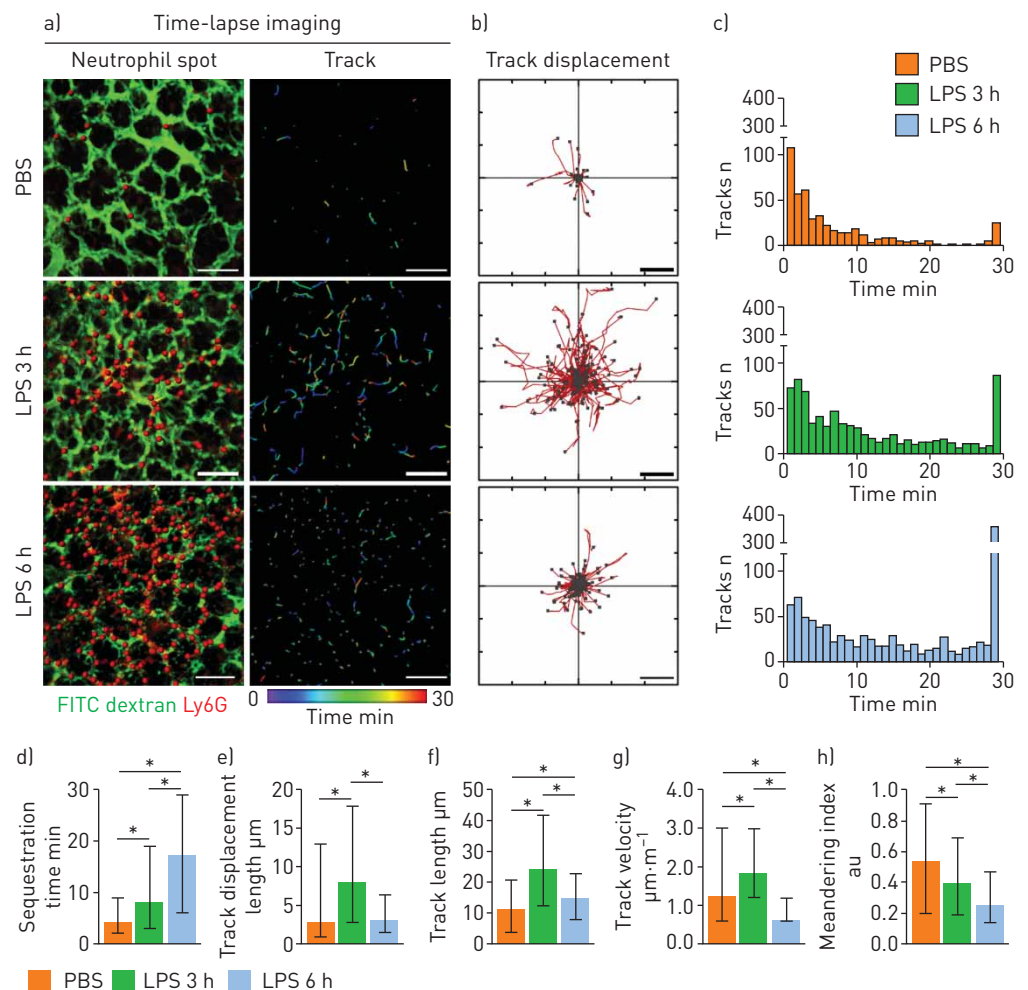 a)
Time-lapse imaging
Neutrophil spot
Track
PBS
LPS 3 h
LPS 6 h
FITC dextran Ly6G
0
30
Time min
b)
Track displacement
c)
PBS
LPS 3 h
LPS 6 h
Tracks n
400
300
100
50
0
0 10 20 30
Time min
Tracks n
400
300
100
50
0
0 10 20 30
Time min
Tracks n
400
300
100
50
0
0 10 20 30
Time min
d)
Sequestration
time min
30
20
10
0
*
*
*
e)
Track displacement
length µm
20
15
10
5
0
*
*
f)
Track length µm
50
40
30
20
10
0
*
*
*
g)
Track velocity
µm·m⁻¹
4.0
3.0
2.0
1.0
0.0
*
*
*
h)
Meandering index
au
1.0
0.8
0.6
0.4
0.2
0.0
*
*
*
PBS LPS 3 h LPS 6 h